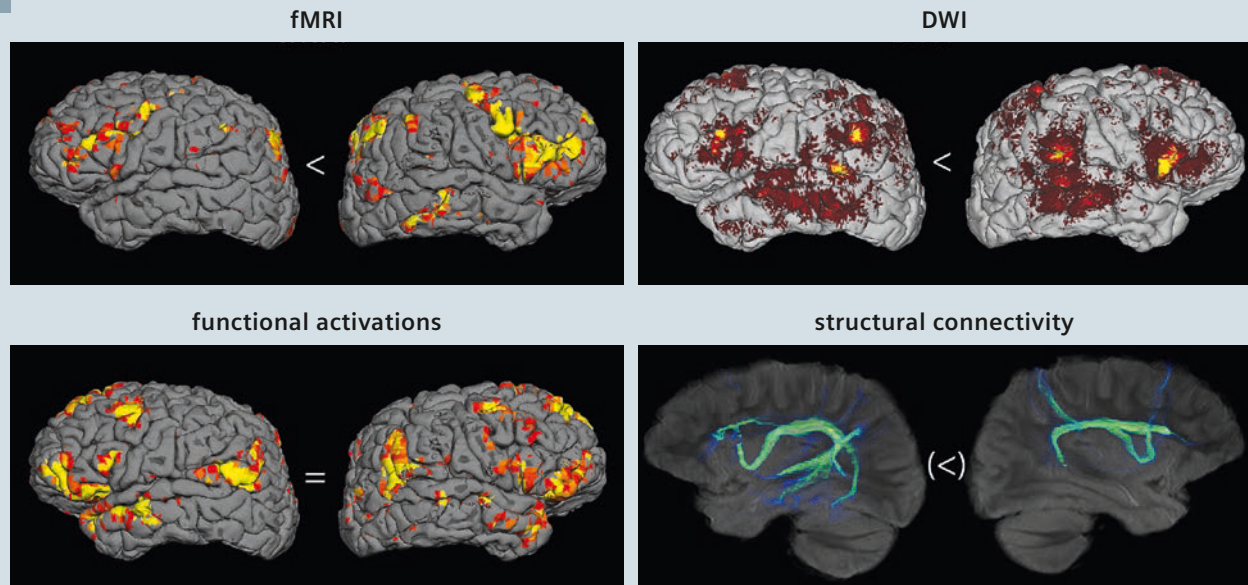 fMRI
DWI
<
<
functional activations
structural connectivity
=
(<)